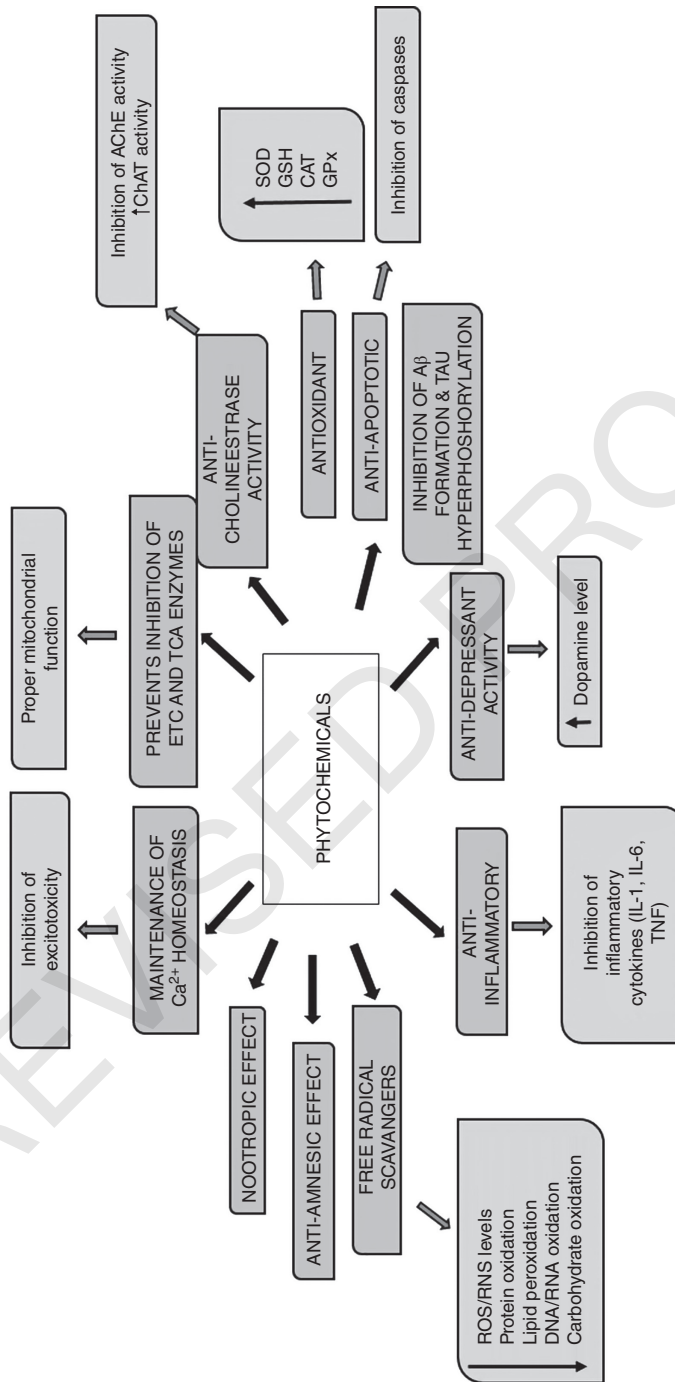 Inhibition of
excitotoxicity
Proper mitochondrial
function
Inhibition of AChE activity
↑ChAT activity
MAINTENANCE OF
Ca²⁺ HOMEOSTASIS
PREVENTS INHIBITION OF
ETC AND TCA ENZYMES
ANTI-
CHOLINEESTRASE
ACTIVITY
NOOTROPIC EFFECT
ANTI-AMNESIC EFFECT
FREE RADICAL
SCAVANGERS
PHYTOCHEMICALS
ANTIOXIDANT
ANTI-APOPTOTIC
INHIBITION OF Aβ
FORMATION & TAU
HYPERPHOSHORYLATION
SOD
GSH
CAT
GPx
Inhibition of caspases
ANTI-
INFLAMMATORY
ANTI-DEPRESSANT
ACTIVITY
ROS/RNS levels
Protein oxidation
Lipid peroxidation
DNA/RNA oxidation
Carbohydrate oxidation
Inhibition of
inflammatory
cytokines (IL-1, IL-6,
TNF)
↑ Dopamine level
REVISED PRO